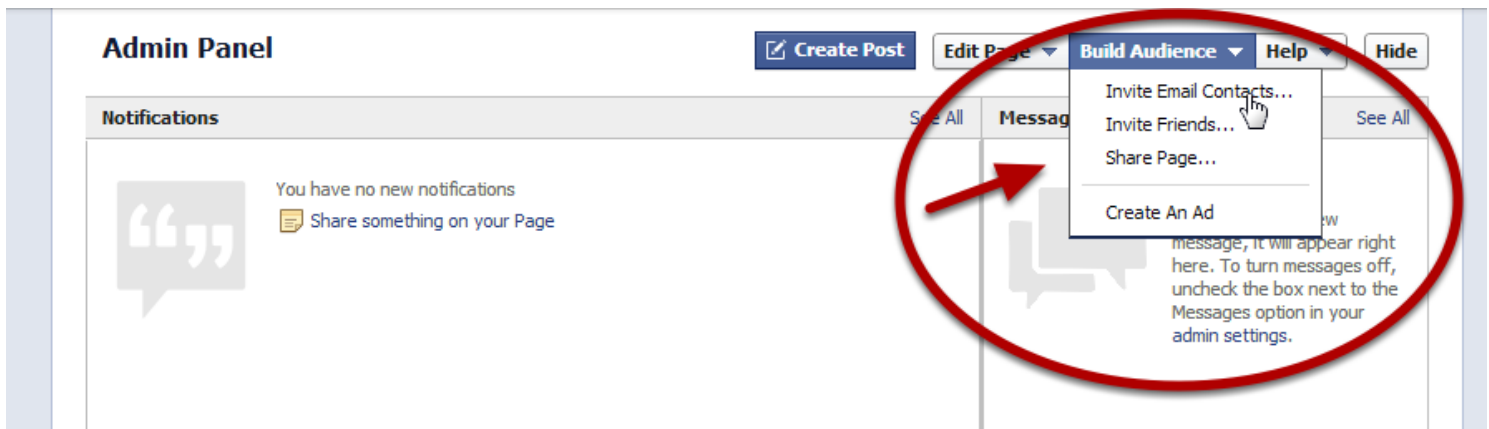 Admin Panel
Create Post
Edit Page
Build Audience
Help
Hide
Invite Email Contacts...
Invite Friends...
Share Page...
Create An Ad
Notifications
See All
See All
You have no new notifications
Share something on your Page
message, it will appear right
here. To turn messages off,
uncheck the box next to the
Messages option in your
admin settings.